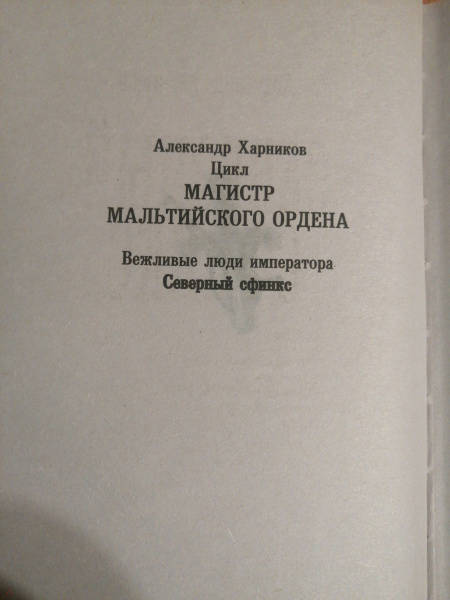 Александр Харников
Цикл
МАГИСТР
МАЛЬТИЙСКОГО ОРДЕНА
Вежливые люди императора
Северный сфинкс